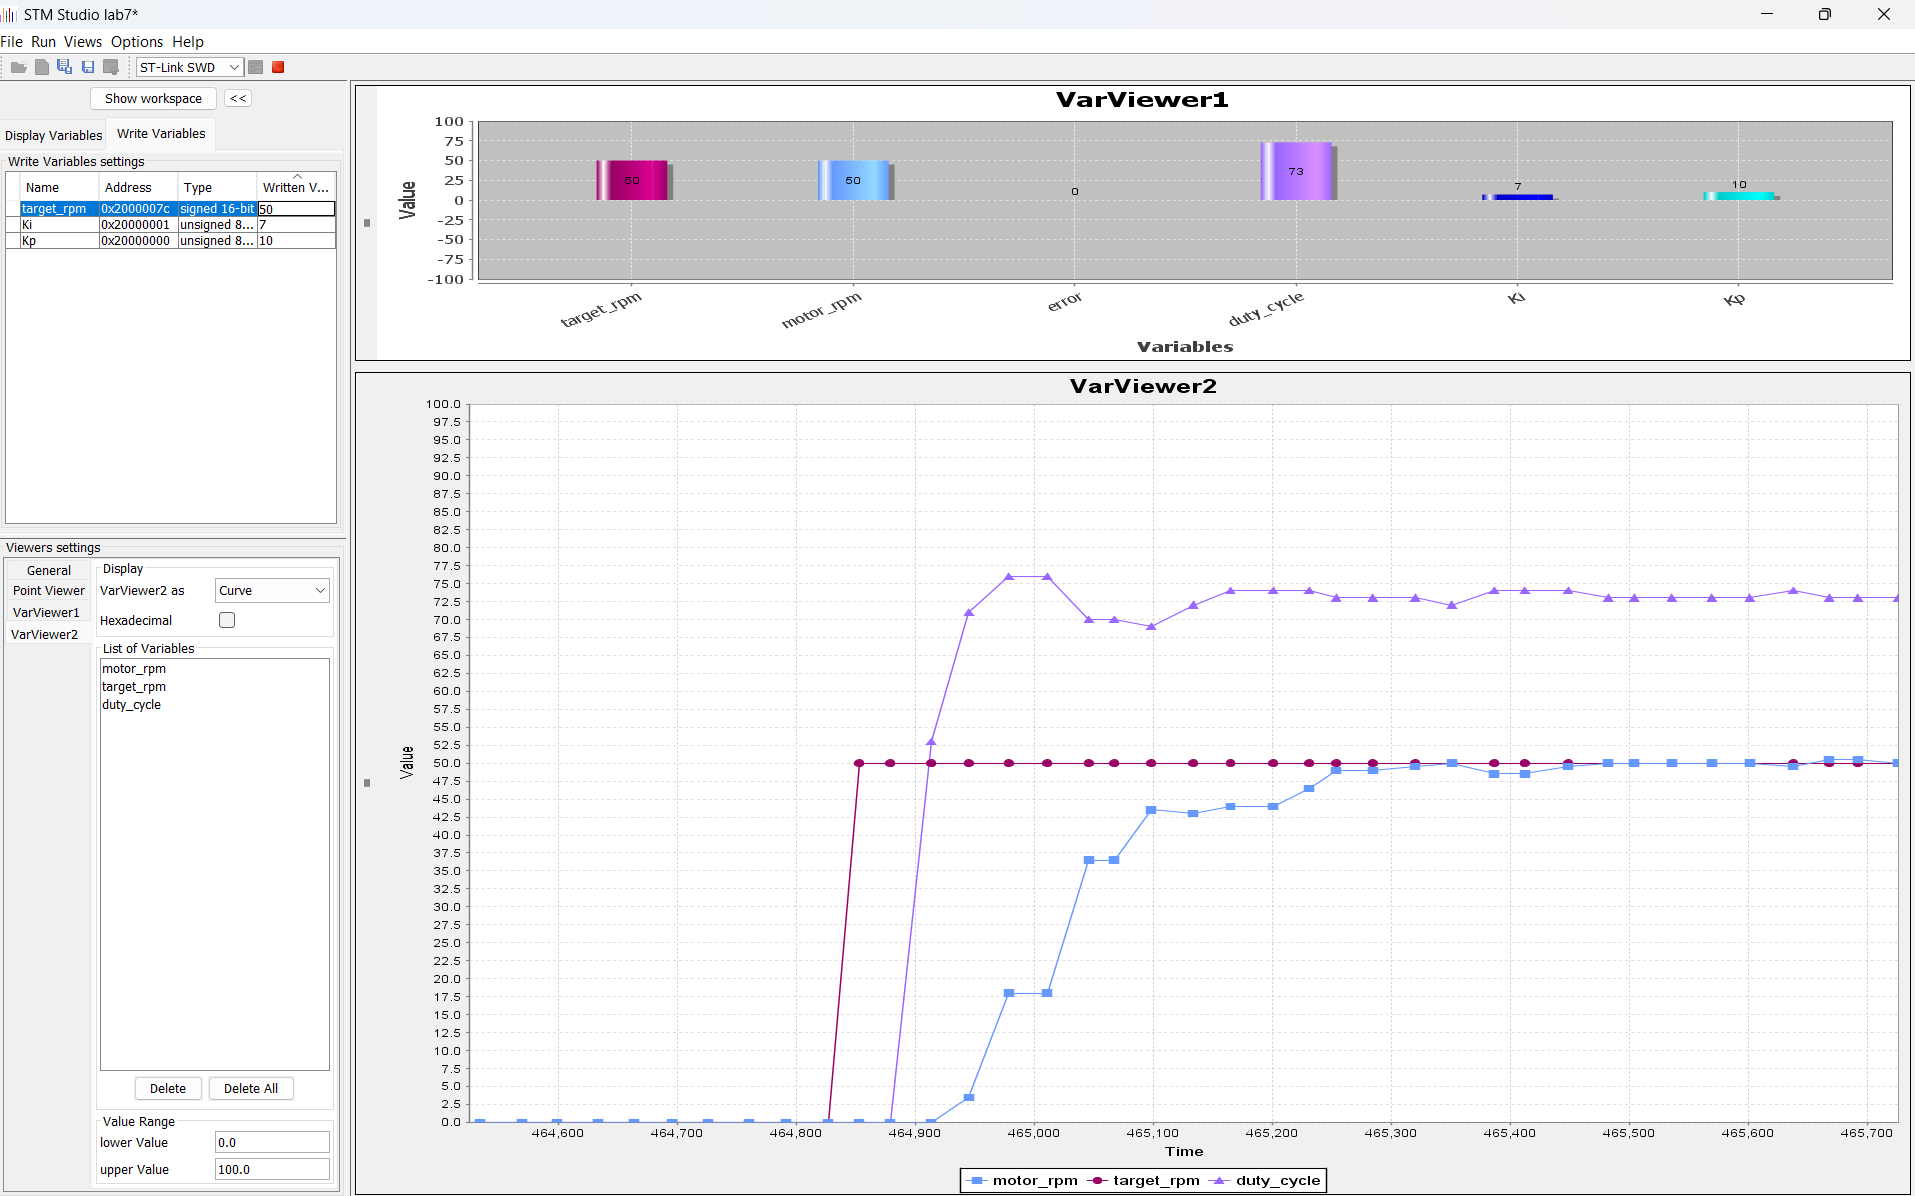 STM Studio lab7*
File Run Views Options Help
ST-Link SWD
Show workspace <<
Display Variables Write Variables
Write Variables settings
Name Address Type Written V...
target_rpm 0x2000007c signed 16-bit 50
Ki 0x20000001 unsigned 8... 7
Kp 0x20000000 unsigned 8... 10
Viewers settings
General
Point Viewer
VarViewer1
VarViewer2
Display
VarViewer2 as Curve
Hexadecimal
List of Variables
motor_rpm
target_rpm
duty_cycle
Delete Delete All
Value Range
lower Value 0.0
upper Value 100.0
VarViewer1
Value
100
75
50
25
0
-25
-50
-75
-100
50 50 0 73 7 10
target_rpm motor_rpm error duty_cycle Ki Kp
Variables
VarViewer2
Value
100.0
97.5
95.0
92.5
90.0
87.5
85.0
82.5
80.0
77.5
75.0
72.5
70.0
67.5
65.0
62.5
60.0
57.5
55.0
52.5
50.0
47.5
45.0
42.5
40.0
37.5
35.0
32.5
30.0
27.5
25.0
22.5
20.0
17.5
15.0
12.5
10.0
7.5
5.0
2.5
0.0
464,600 464,700 464,800 464,900 465,000 465,100 465,200 465,300 465,400 465,500 465,600 465,700
Time
motor_rpm target_rpm duty_cycle